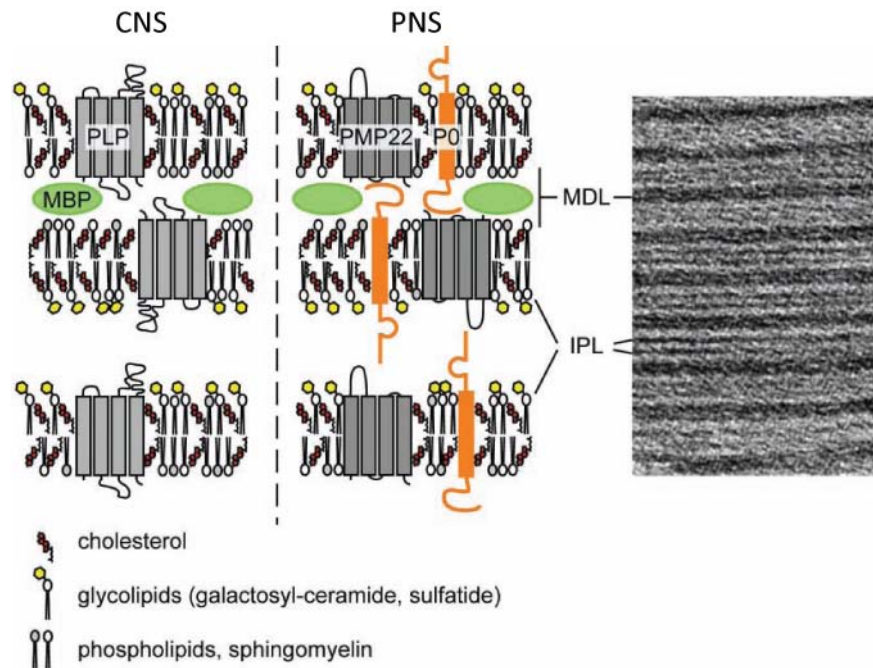 CNS
PNS
PLP
PMP22
P0
MBP
MDL
IPL
cholesterol
glycolipids (galactosyl-ceramide, sulfatide)
phospholipids, sphingomyelin